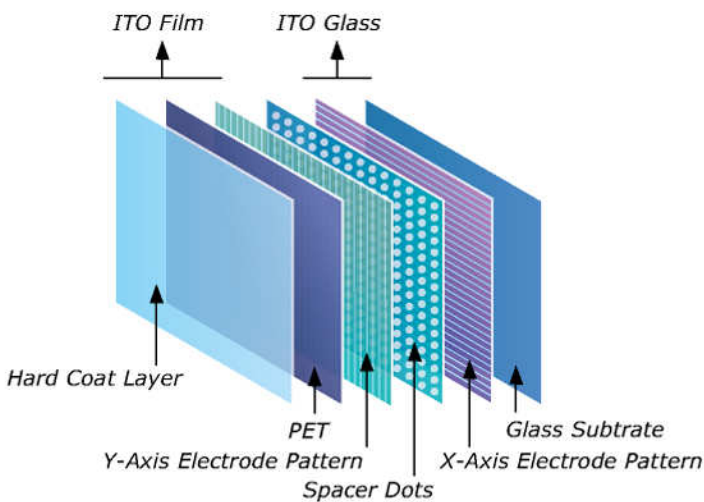 ITO Film
ITO Glass
Hard Coat Layer
PET
Glass Subtrate
Y-Axis Electrode Pattern
X-Axis Electrode Pattern
Spacer Dots